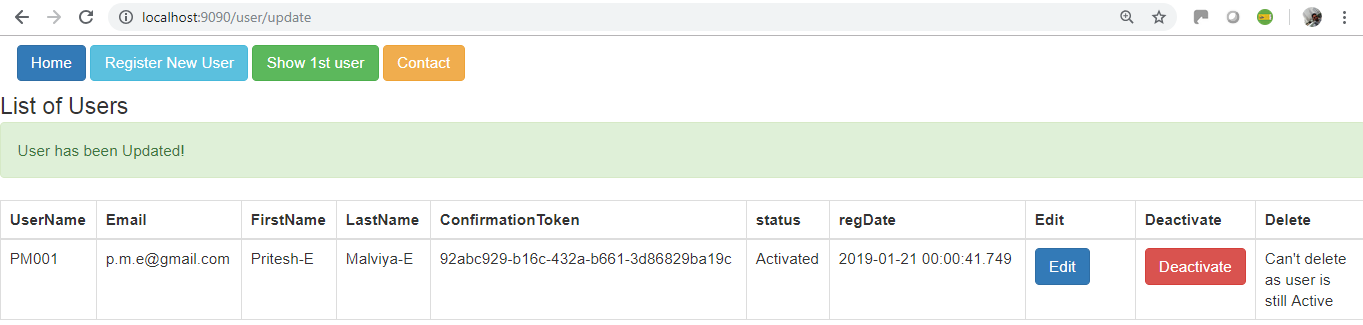 localhost:9090/user/update
Home Register New User Show 1st user Contact
List of Users
User has been Updated!
UserName Email FirstName LastName ConfirmationToken status regDate Edit Deactivate Delete
PM001 p.m.e@gmail.com Pritesh-E Malviya-E 92abc929-b16c-432a-b661-3d86829ba19c Activated 2019-01-21 00:00:41.749 Edit Deactivate Can't delete
as user is
still Active